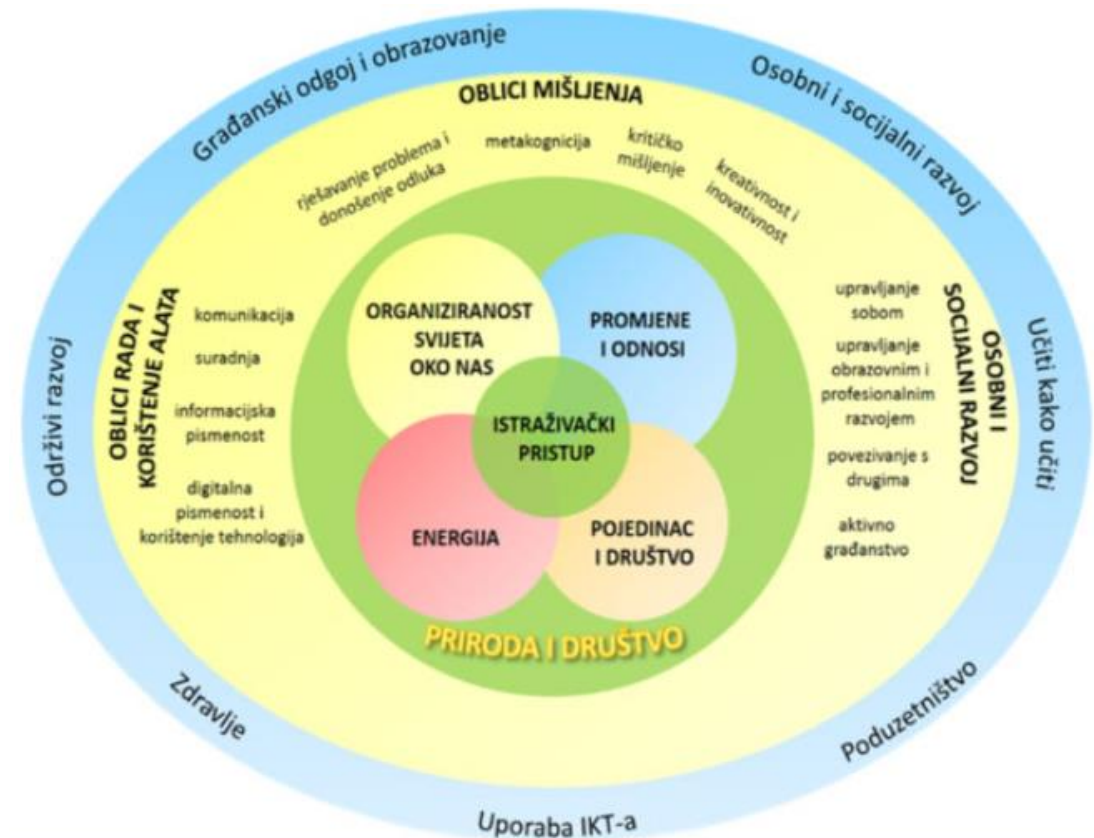 Građanski odgoj i obrazovanje
Osobni i socijalni razvoj
Učiti kako učiti
Poduzetništvo
Uporaba IKT-a
Zdravlje
Održivi razvoj
OBLICI MIŠLJENJA
rješavanje problema i
donošenje odluka
metakognicija
kritičko
mišljenje
kreativnost i
inovativnost
OBLICI RADA I
KORIŠTENJE ALATA
komunikacija
suradnja
informacijska
pismenost
digitalna
pismenost i
korištenje tehnologija
OSOBNI I
SOCIJALNI RAZVOJ
upravljanje
sobom
upravljanje
obrazovnim i
profesionalnim
razvojem
povezivanje s
drugima
aktivno
građanstvo
ORGANIZIRANOST
SVIJETA
OKO NAS
PROMJENE
I ODNOSI
ISTRAŽIVAČKI
PRISTUP
ENERGIJA
POJEDINAC
I DRUŠTVO
PRIRODA I DRUŠTVO